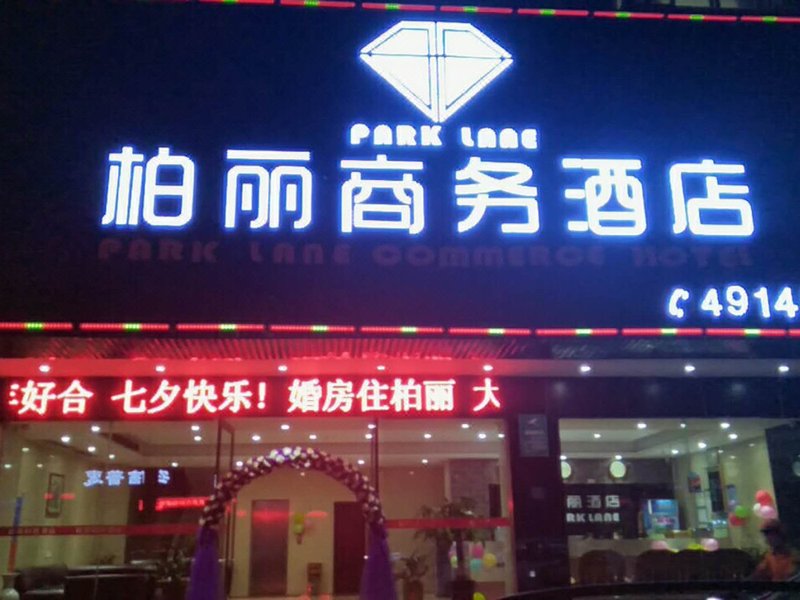 PARK LANE
柏丽商务酒店
PARK LANE COMMERCE HOTEL
4914
年好合 七夕快乐！婚房住柏丽 大
丽酒店
RK LANE